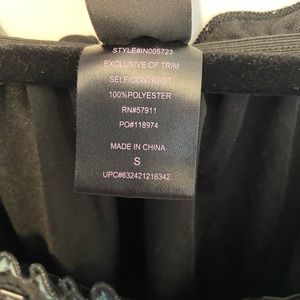 STYLE#IN005723
EXCLUSIVE OF TRIM
SELF/CONTRAST
100%POLYESTER
RN#57911
PO#118974
MADE IN CHINA
S
UPC#632421216342